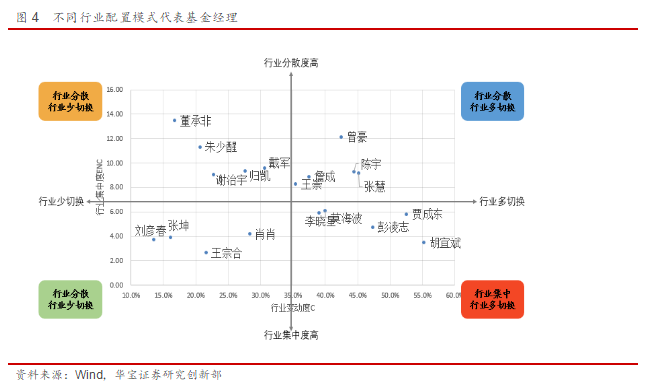 图 4 不同行业配置模式代表基金经理
行业分散度高
行业分散
行业少切换
行业分散
行业多切换
16.00
14.00
12.00
10.00
8.00
6.00
4.00
2.00
0.00
行业集中度ENC
董承非
曾豪
朱少醒
戴军
陈宇
谢治宇
归凯
詹成
王崇
张慧
行业少切换
行业多切换
李晓星
莫海波
贾成东
刘彦春
张坤
肖肖
彭凌志
胡宜斌
王宗合
行业分散
行业少切换
行业集中
行业多切换
10.0%
15.0%
20.0%
25.0%
30.0%
35.0%
40.0%
45.0%
50.0%
55.0%
60.0%
行业变动度C
行业集中度高
资料来源：Wind，华宝证券研究创新部